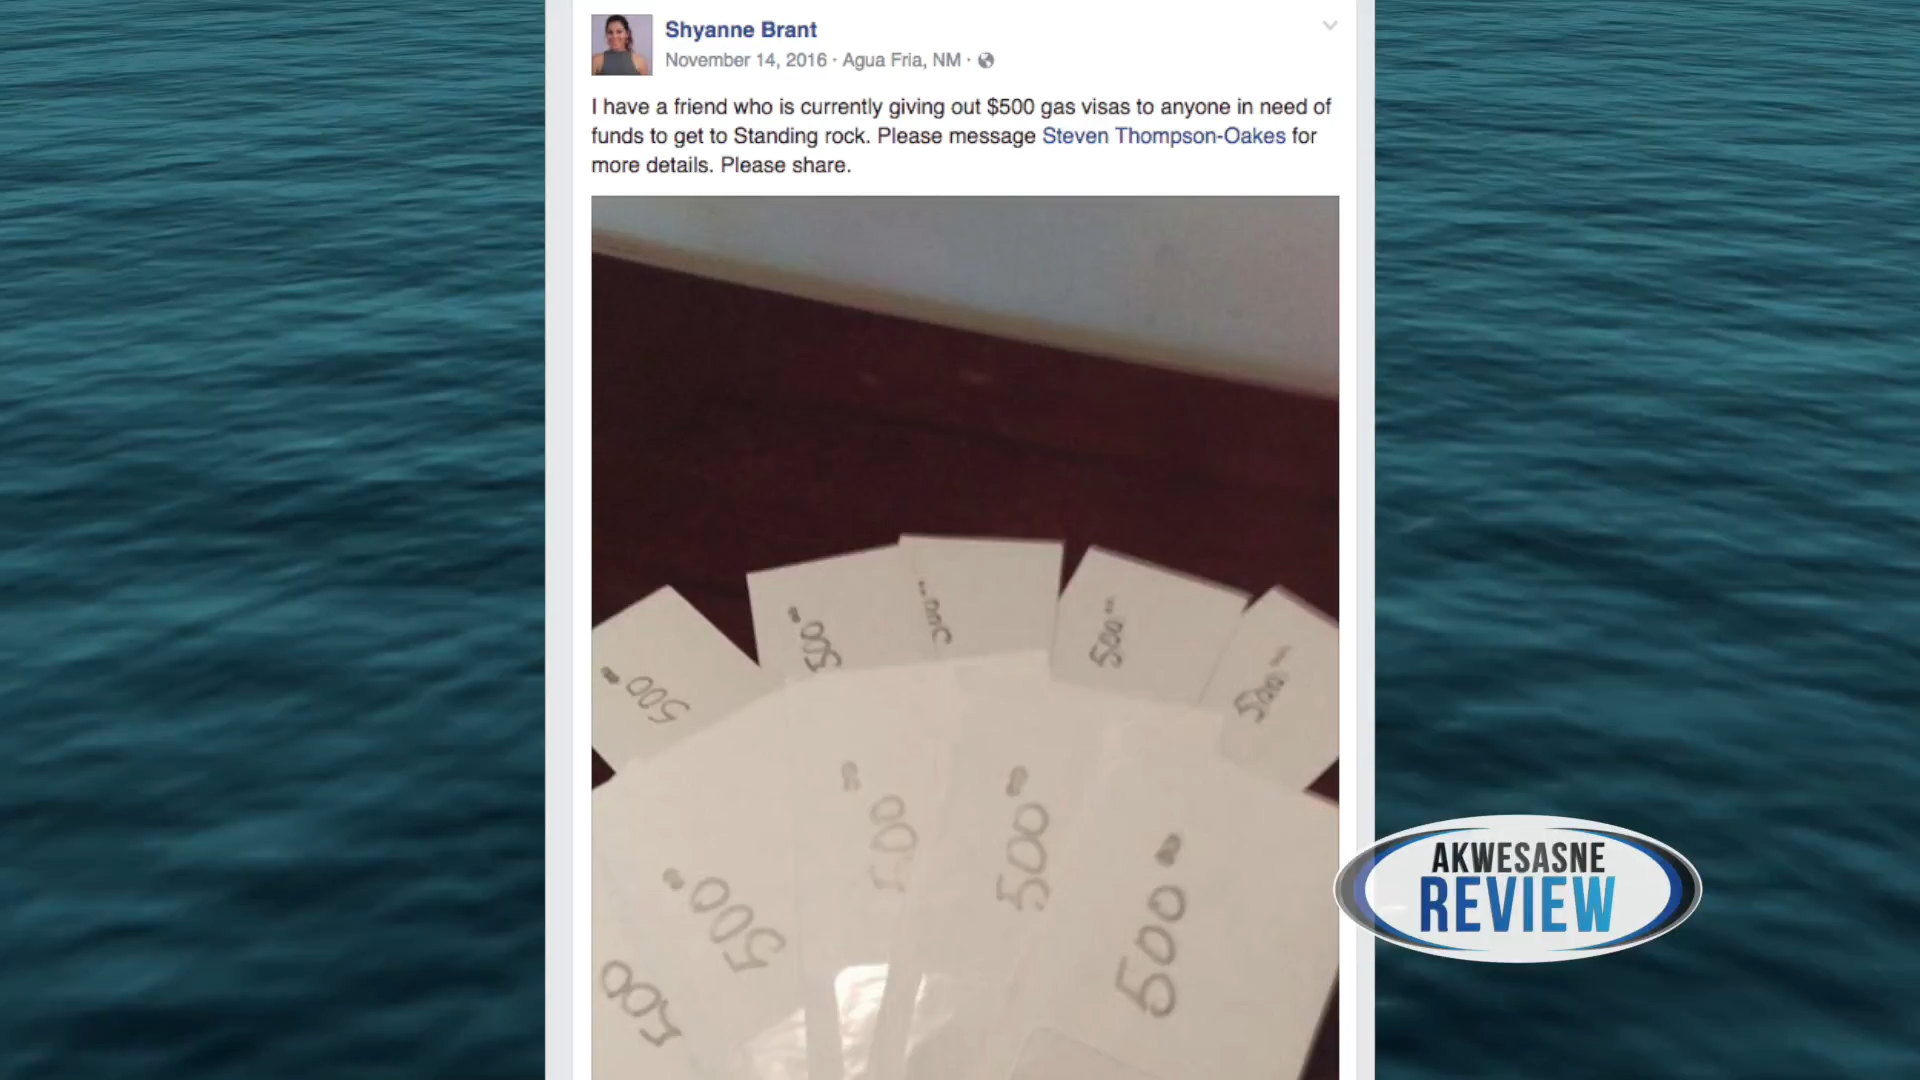 Shyanne Brant
November 14, 2016 · Agua Fria, NM ·
I have a friend who is currently giving out $500 gas visas to anyone in need of
funds to get to Standing rock. Please message Steven Thompson-Oakes for
more details. Please share.
500
500
500
500
500
500
500
500
500
AKWESASNE
REVIEW